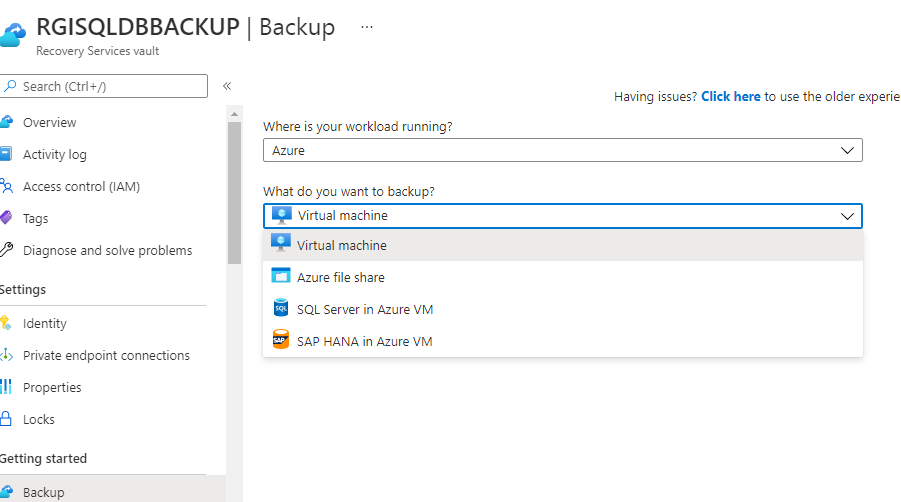 RGISQLDBBACKUP | Backup ...
Recovery Services vault
Search (Ctrl+/)
«
Having issues? Click here to use the older experie
Overview
Activity log
Access control (IAM)
Tags
Diagnose and solve problems
Settings
Identity
Private endpoint connections
Properties
Locks
Getting started
Backup
Where is your workload running?
Azure
What do you want to backup?
Virtual machine
Virtual machine
Azure file share
SQL
SQL Server in Azure VM
SAP
SAP HANA in Azure VM